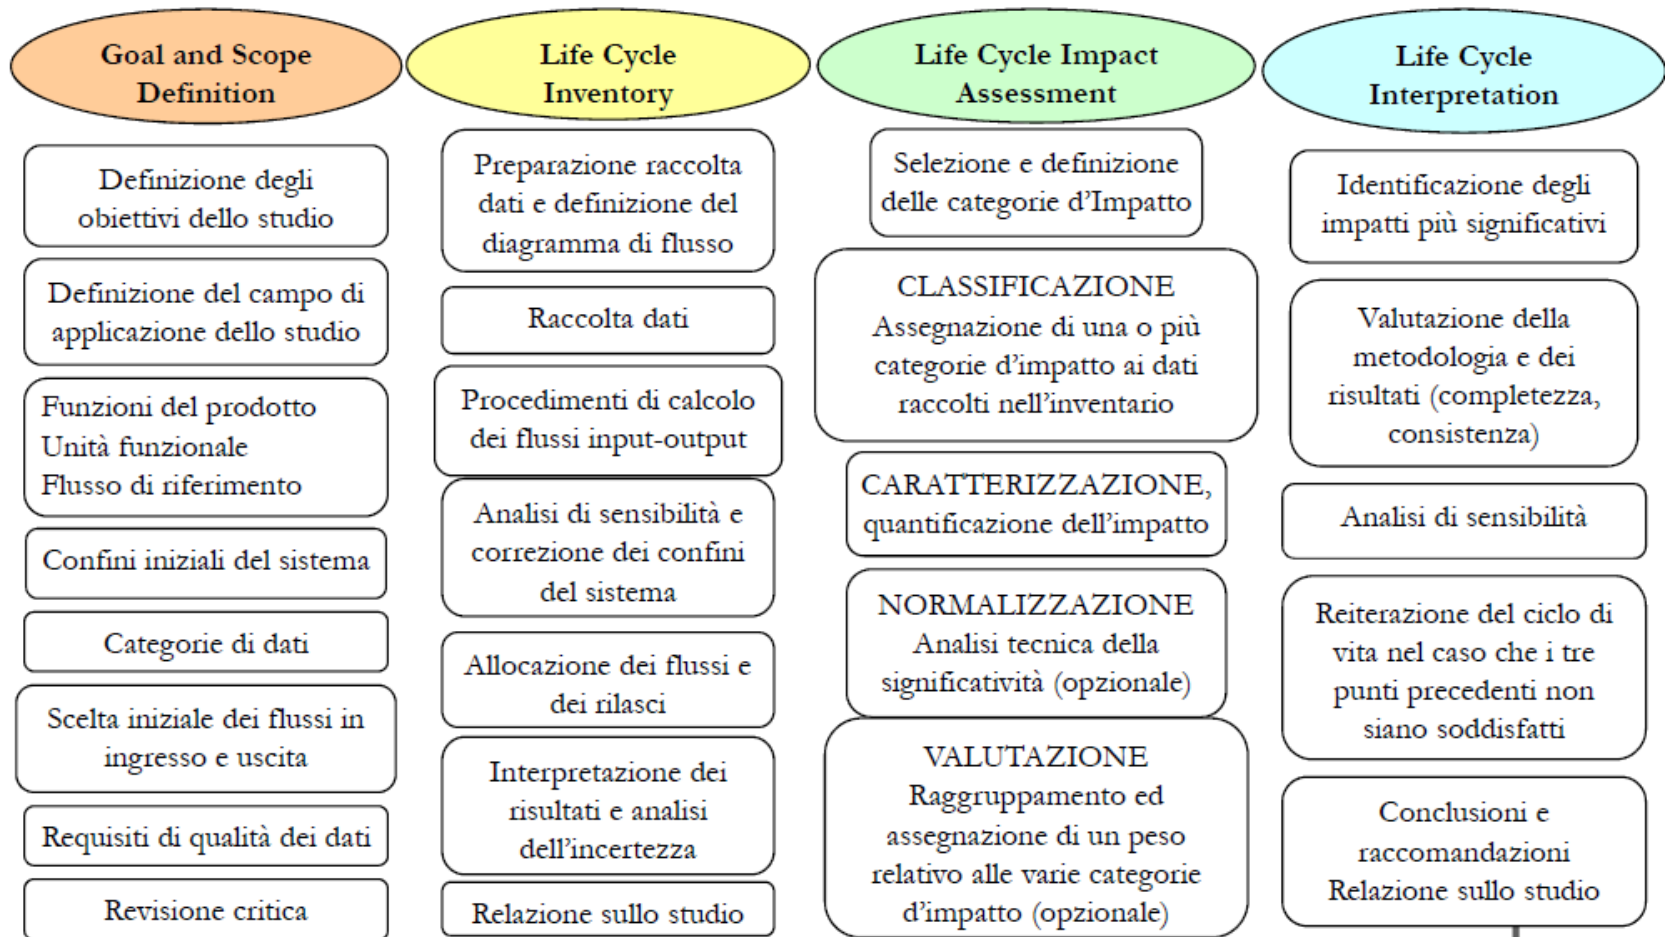 Goal and Scope
Definition
Definizione degli
obiettivi dello studio
Definizione del campo di
applicazione dello studio
Funzioni del prodotto
Unità funzionale
Flusso di riferimento
Confini iniziali del sistema
Categorie di dati
Scelta iniziale dei flussi in
ingresso e uscita
Requisiti di qualità dei dati
Revisione critica
Life Cycle
Inventory
Preparazione raccolta
dati e definizione del
diagramma di flusso
Raccolta dati
Procedimenti di calcolo
dei flussi input-output
Analisi di sensibilità e
correzione dei confini
del sistema
Allocazione dei flussi e
dei rilasci
Interpretazione dei
risultati e analisi
dell'incertezza
Relazione sullo studio
Life Cycle Impact
Assessment
Selezione e definizione
delle categorie d'Impatto
CLASSIFICAZIONE
Assegnazione di una o più
categorie d'impatto ai dati
raccolti nell'inventario
CARATTERIZZAZIONE,
quantificazione dell'impatto
NORMALIZZAZIONE
Analisi tecnica della
significatività (opzionale)
VALUTAZIONE
Raggruppamento ed
assegnazione di un peso
relativo alle varie categorie
d'impatto (opzionale)
Life Cycle
Interpretation
Identificazione degli
impatti più significativi
Valutazione della
metodologia e dei
risultati (completezza,
consistenza)
Analisi di sensibilità
Reiterazione del ciclo di
vita nel caso che i tre
punti precedenti non
siano soddisfatti
Conclusioni e
raccomandazioni
Relazione sullo studio